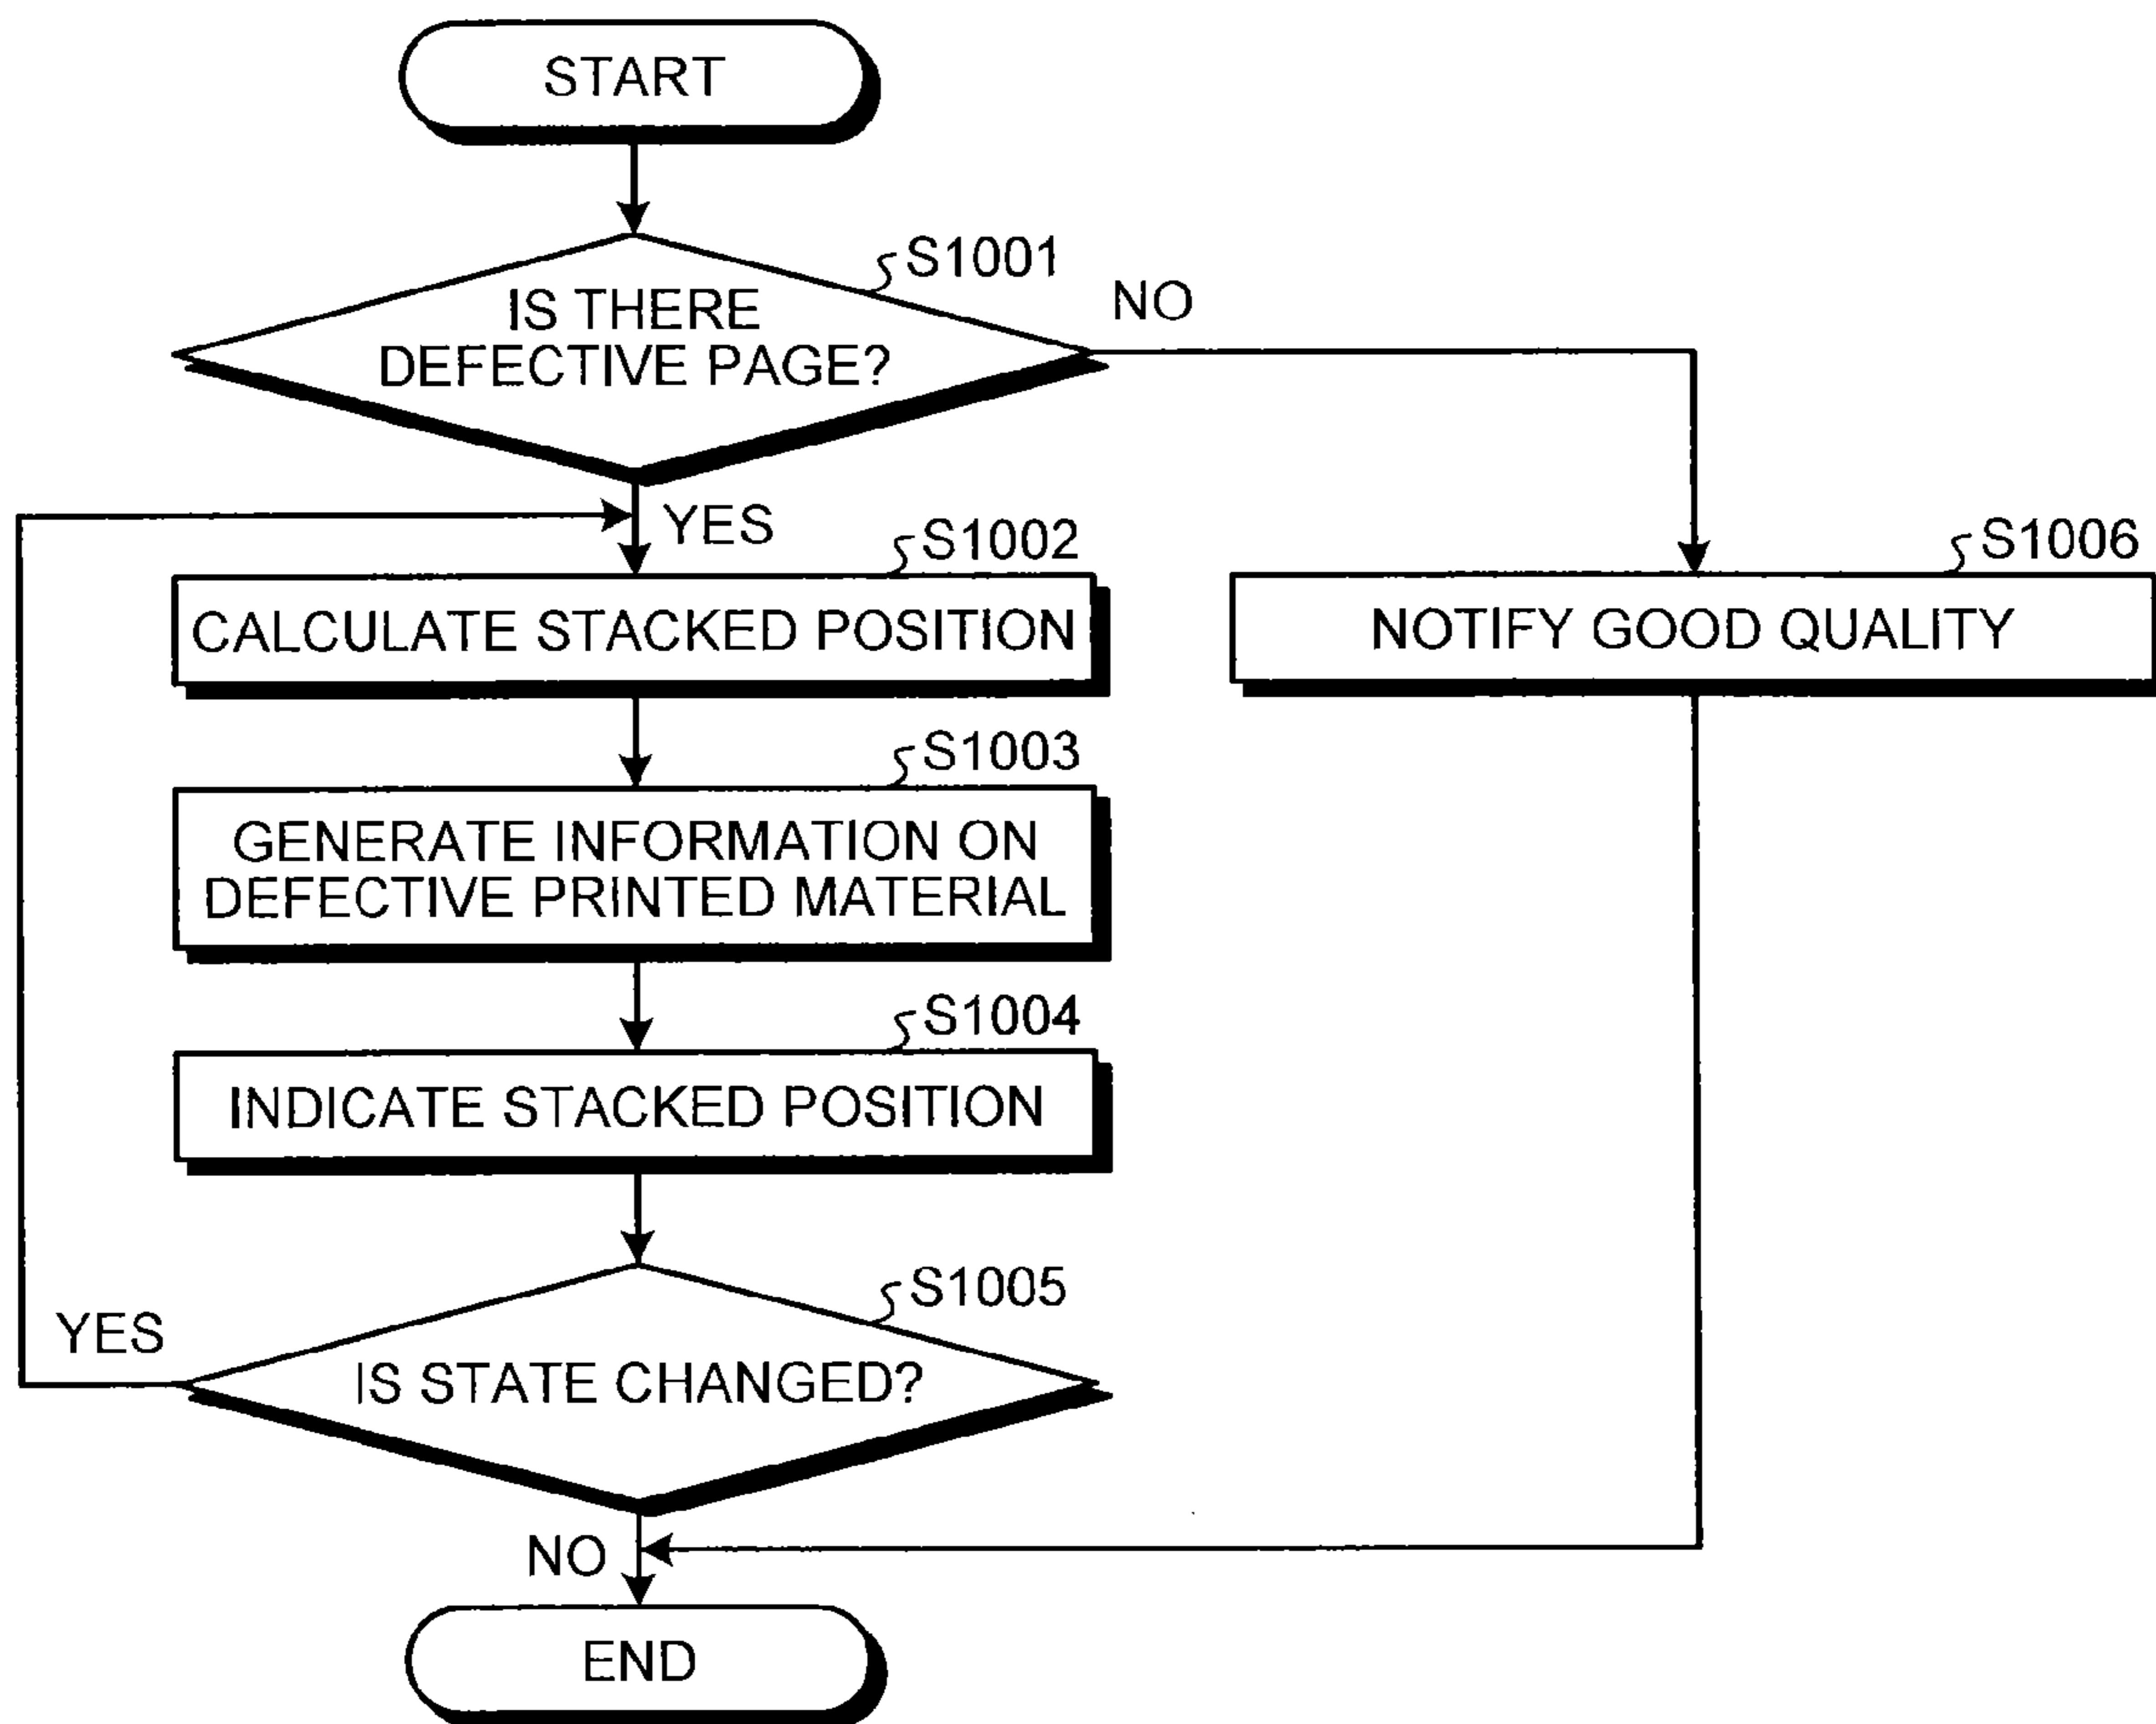 START
S1001
IS THERE
DEFECTIVE PAGE?
NO
YES
S1002
CALCULATE STACKED POSITION
S1006
NOTIFY GOOD QUALITY
S1003
GENERATE INFORMATION ON
DEFECTIVE PRINTED MATERIAL
S1004
INDICATE STACKED POSITION
S1005
YES
IS STATE CHANGED?
NO
END